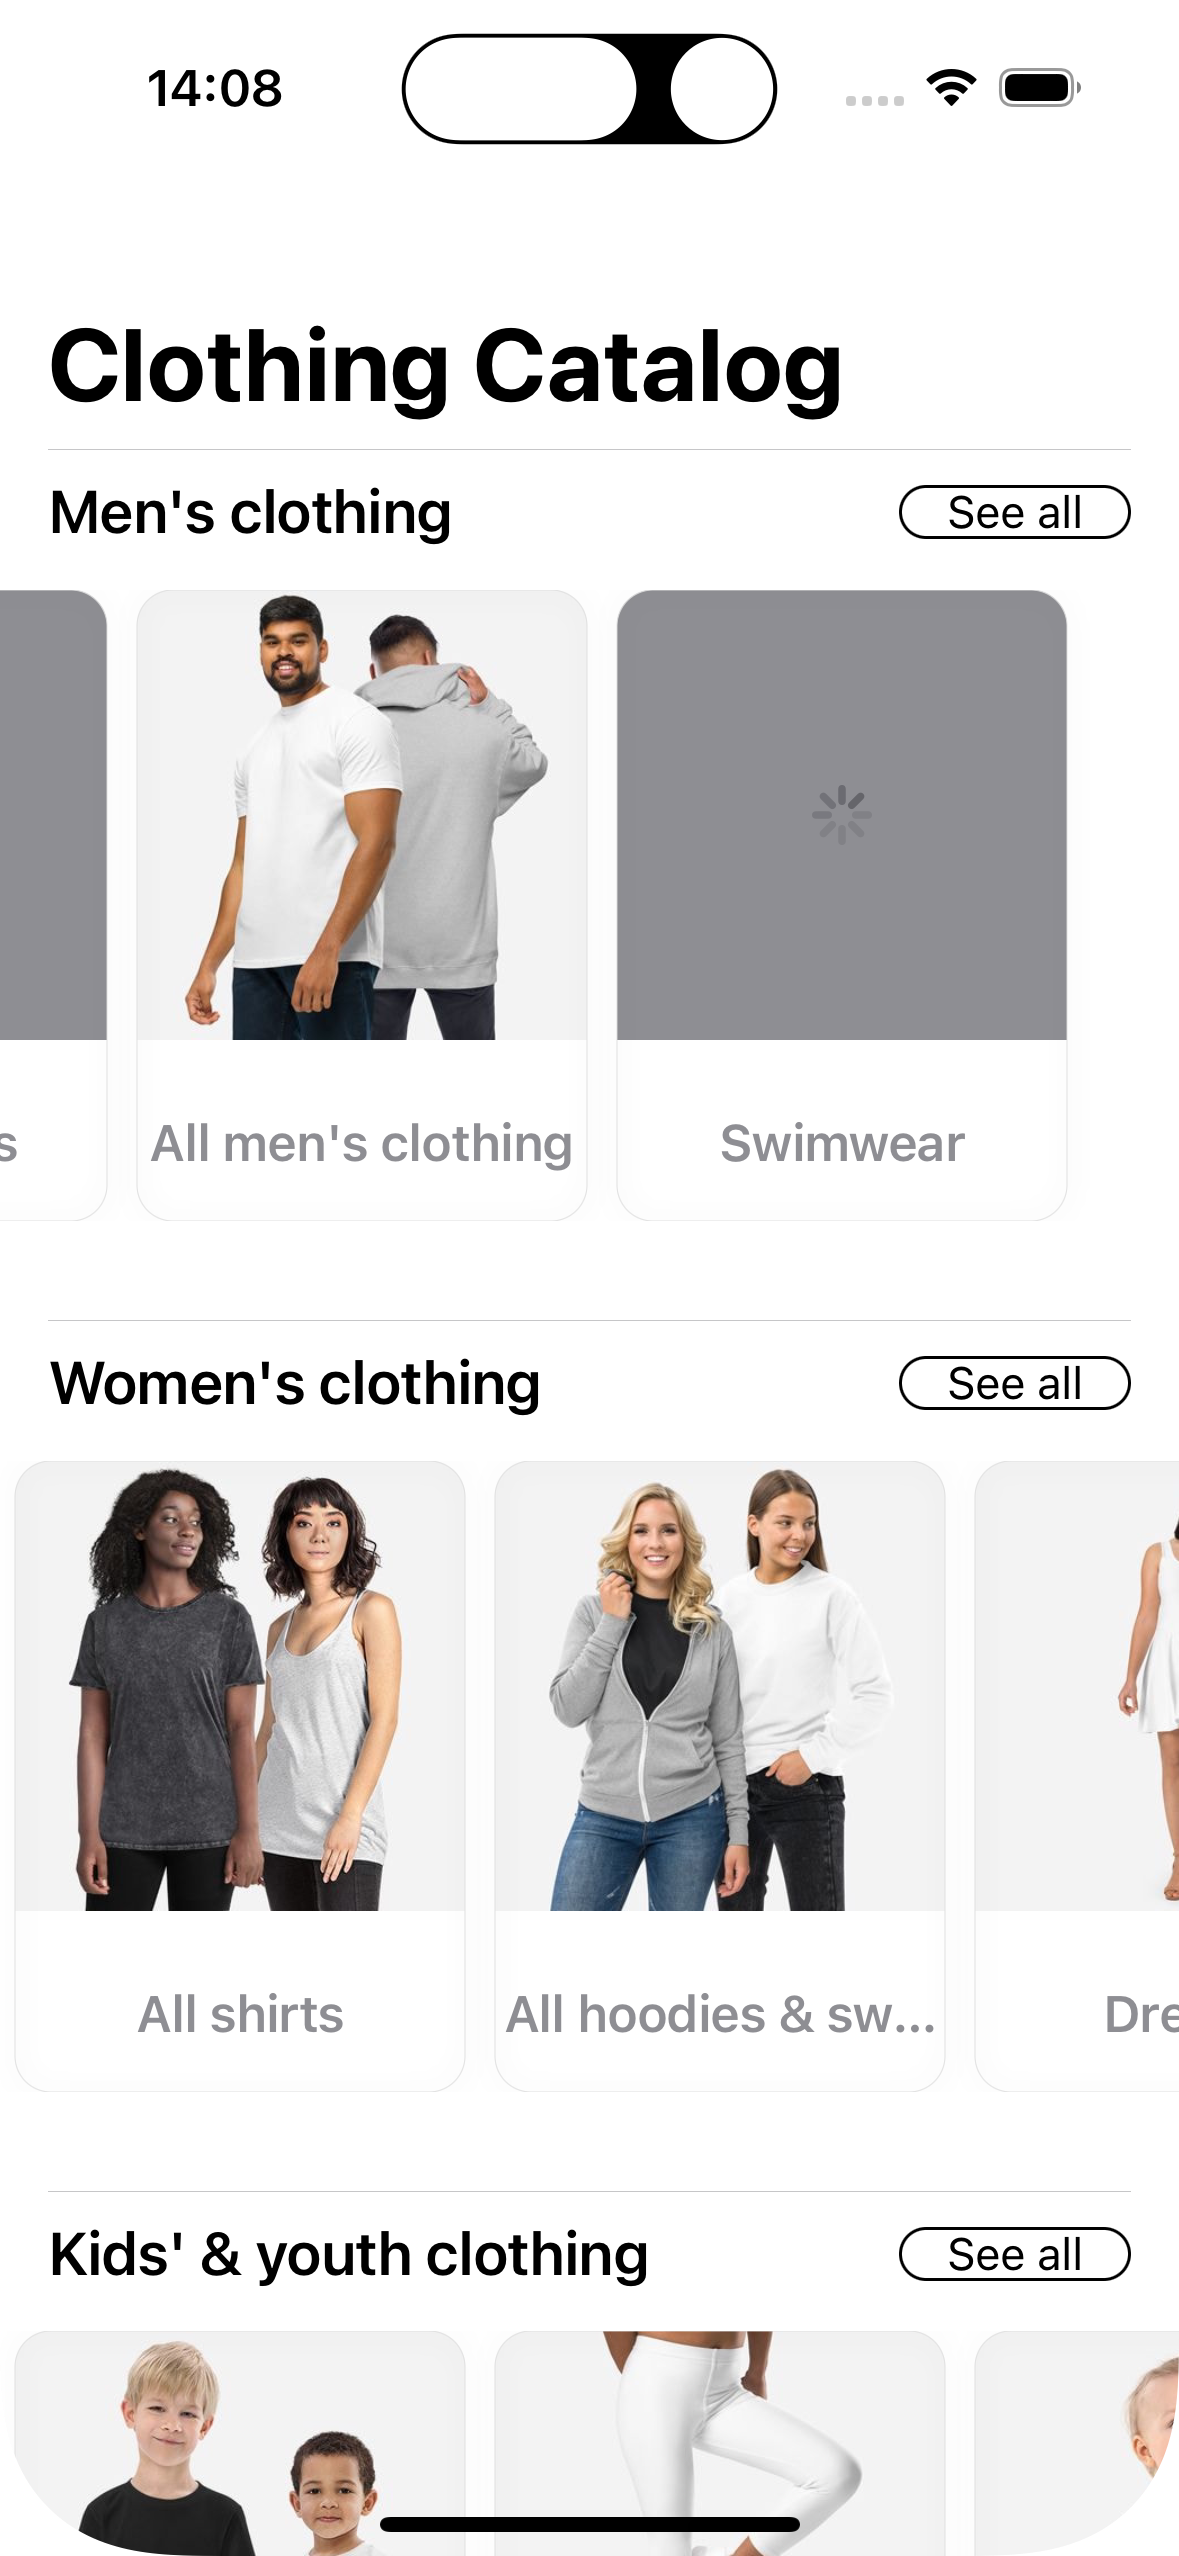 14:08
Clothing Catalog
Men's clothing
See all
s
All men's clothing
Swimwear
Women's clothing
See all
All shirts
All hoodies & sw...
Dre
Kids' & youth clothing
See all